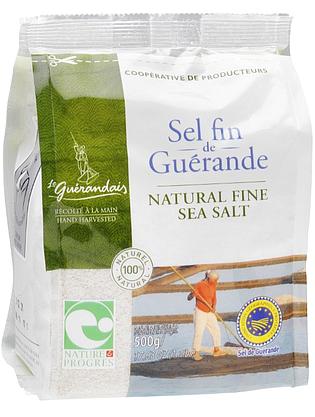 COOPÉRATIVE DE PRODUCTEURS
Sel fin
de
Guérande
NATURAL FINE
SEA SALT
Le
Guérandais
RÉCOLTÉ À LA MAIN
HAND HARVESTED
NATUREL
100%
NATURAL
500g
NATURE &
PROGRÈS
Sel de Guérande